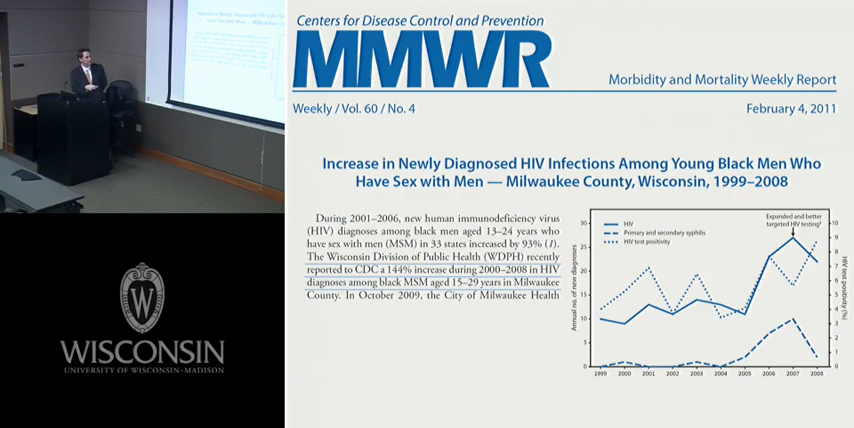 Centers for Disease Control and Prevention
MMWR
Morbidity and Mortality Weekly Report
Weekly / Vol. 60 / No. 4
February 4, 2011
Increase in Newly Diagnosed HIV Infections Among Young Black Men Who
Have Sex with Men — Milwaukee County, Wisconsin, 1999–2008
During 2001–2006, new human immunodeficiency virus
(HIV) diagnoses among black men aged 13–24 years who
have sex with men (MSM) in 33 states increased by 93% (1).
The Wisconsin Division of Public Health (WDPH) recently
reported to CDC a 144% increase during 2000–2008 in HIV
diagnoses among black MSM aged 15–29 years in Milwaukee
County. In October 2009, the City of Milwaukee Health
Expanded and better
targeted HIV testing§
HIV
Primary and secondary syphilis
HIV test positivity
Annual no. of new diagnoses
30
25
20
15
10
5
0
10
9
8
7
6
5
4
3
2
1
0
HIV test positivity (%)
1999 2000 2001 2002 2003 2004 2005 2006 2007 2008
W
WISCONSIN
UNIVERSITY OF WISCONSIN–MADISON